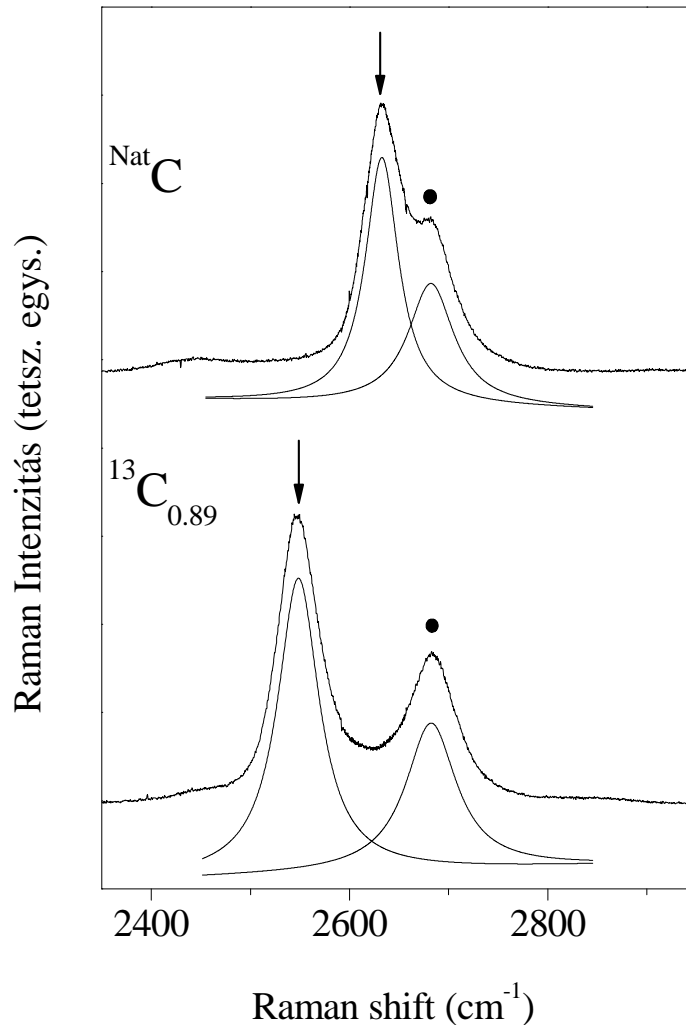 NatC
13C0.89
Raman Intenzitás (tetsz. egys.)
2400 2600 2800
Raman shift (cm-1)